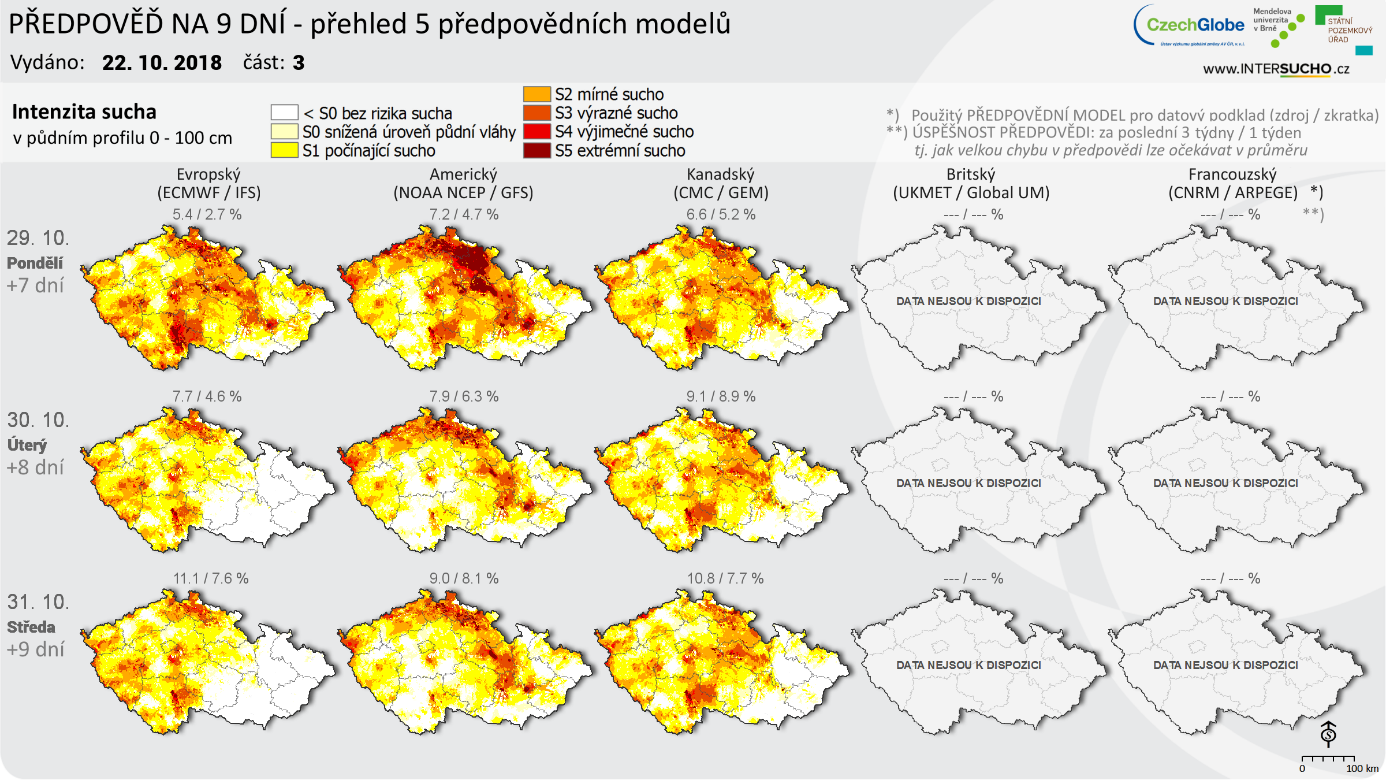 PŘEDPOVĚĎ NA 9 DNÍ - přehled 5 předpovědních modelů
Vydáno: 22. 10. 2018 část: 3
CzechGlobe
Ústav výzkumu globální změny AV ČR, v. v. i.
Mendelova
univerzita
v Brně
STÁTNÍ
POZEMKOVÝ
ÚŘAD
www.INTERSUCHO.cz
Intenzita sucha
v půdním profilu 0 - 100 cm
< S0 bez rizika sucha
S0 snížená úroveň půdní vláhy
S1 počínající sucho
S2 mírné sucho
S3 výrazné sucho
S4 výjimečné sucho
S5 extrémní sucho
*) Použitý PŘEDPOVĚDNÍ MODEL pro datový podklad (zdroj / zkratka)
**) ÚSPĚŠNOST PŘEDPOVĚDI: za poslední 3 týdny / 1 týden
tj. jak velkou chybu v předpovědi lze očekávat v průměru
Evropský Americký Kanadský Britský Francouzský
(ECMWF / IFS) (NOAA NCEP / GFS) (CMC / GEM) (UKMET / Global UM) (CNRM / ARPEGE) *)
5.4 / 2.7 % 7.2 / 4.7 % 6.6 / 5.2 % --- / --- % --- / --- % **)
29. 10.
Pondělí
+7 dní
DATA NEJSOU K DISPOZICI DATA NEJSOU K DISPOZICI
7.7 / 4.6 % 7.9 / 6.3 % 9.1 / 8.9 % --- / --- % --- / --- %
30. 10.
Úterý
+8 dní
DATA NEJSOU K DISPOZICI DATA NEJSOU K DISPOZICI
11.1 / 7.6 % 9.0 / 8.1 % 10.8 / 7.7 % --- / --- % --- / --- %
31. 10.
Středa
+9 dní
DATA NEJSOU K DISPOZICI DATA NEJSOU K DISPOZICI
S
0 100 km